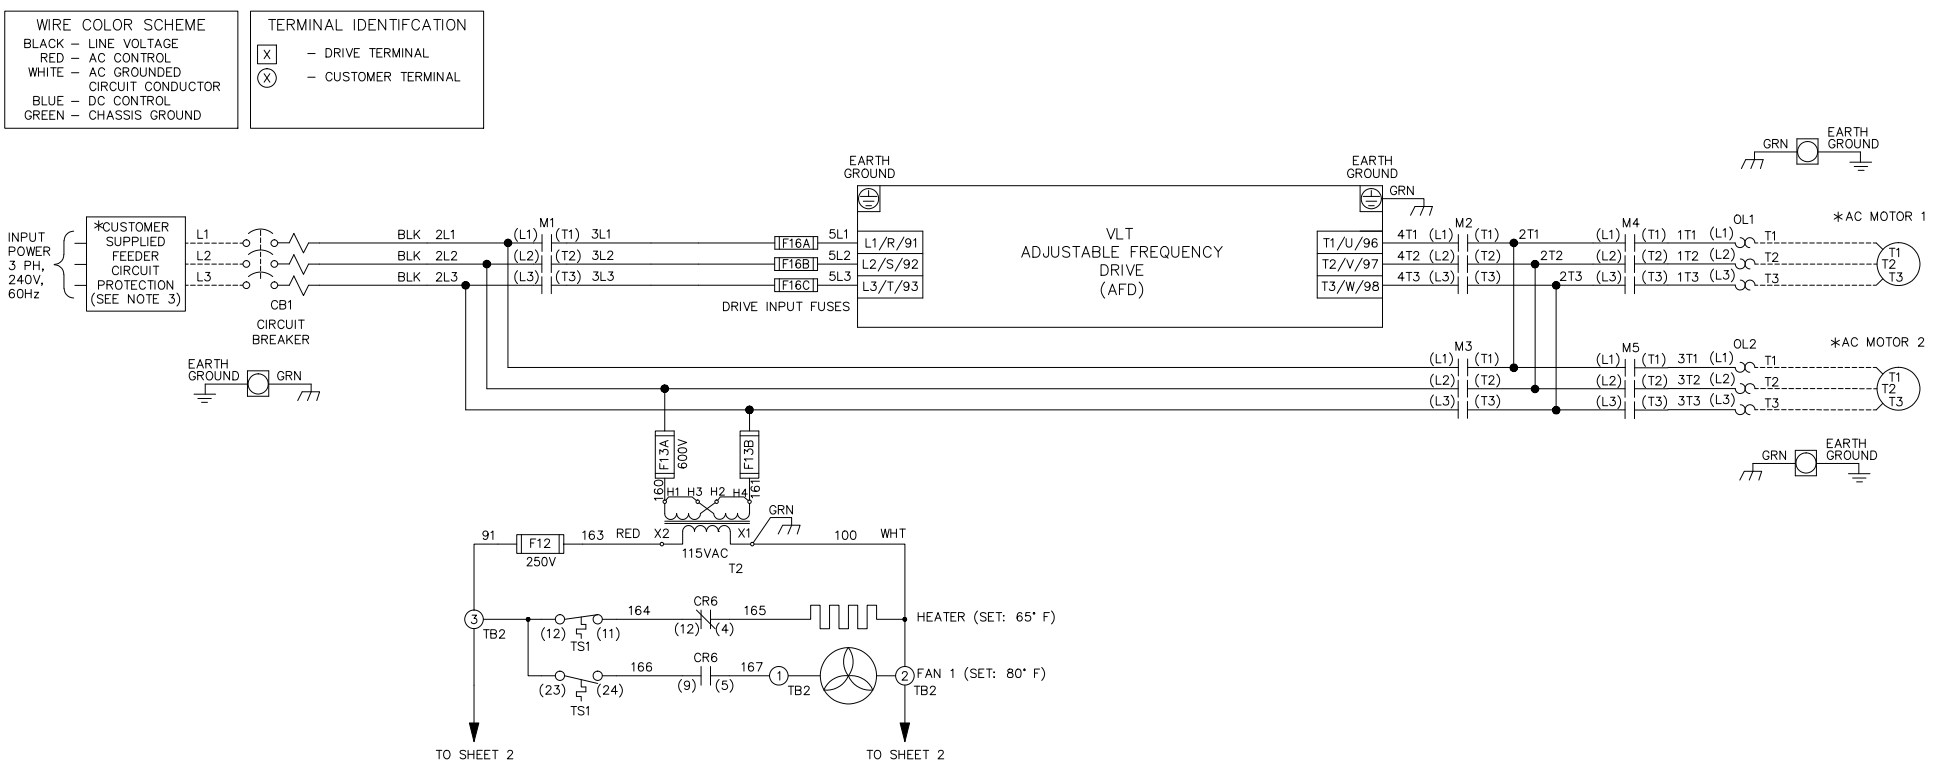 WIRE COLOR SCHEME
BLACK – LINE VOLTAGE
RED – AC CONTROL
WHITE – AC GROUNDED
CIRCUIT CONDUCTOR
BLUE – DC CONTROL
GREEN – CHASSIS GROUND
TERMINAL IDENTIFCATION
X – DRIVE TERMINAL
X – CUSTOMER TERMINAL
INPUT
POWER
3 PH,
240V,
60Hz
*CUSTOMER
SUPPLIED
FEEDER
CIRCUIT
PROTECTION
(SEE NOTE 3)
L1
L2
L3
CB1
CIRCUIT
BREAKER
EARTH
GROUND
GRN
BLK 2L1
BLK 2L2
BLK 2L3
M1
(L1) (T1) 3L1
(L2) (T2) 3L2
(L3) (T3) 3L3
F16A 5L1
F16B 5L2
F16C 5L3
DRIVE INPUT FUSES
EARTH
GROUND
L1/R/91
L2/S/92
L3/T/93
VLT
ADJUSTABLE FREQUENCY
DRIVE
(AFD)
EARTH
GROUND
GRN
T1/U/96
T2/V/97
T3/W/98
M2
4T1 (L1) (T1) 2T1
4T2 (L2) (T2) 2T2
4T3 (L3) (T3) 2T3
M4
(L1) (T1) 1T1 (L1) T1
(L2) (T2) 1T2 (L2) T2
(L3) (T3) 1T3 (L3) T3
OL1
*AC MOTOR 1
T1
T2
T3
GRN
EARTH
GROUND
M3
(L1) (T1)
(L2) (T2)
(L3) (T3)
M5
(L1) (T1) 3T1 (L1) T1
(L2) (T2) 3T2 (L2) T2
(L3) (T3) 3T3 (L3) T3
OL2
*AC MOTOR 2
T1
T2
T3
GRN
EARTH
GROUND
F13A
600V
F13B
160
161
H1 H3 H2 H4
GRN
91 F12 163 RED X2 X1 100 WHT
250V
115VAC
T2
3
TB2
(12) (11)
TS1
164
CR6
(12) (4)
165
HEATER (SET: 65° F)
(23) (24)
TS1
166
CR6
(9) (5)
167
1
TB2
2
TB2
FAN 1 (SET: 80° F)
TO SHEET 2
TO SHEET 2